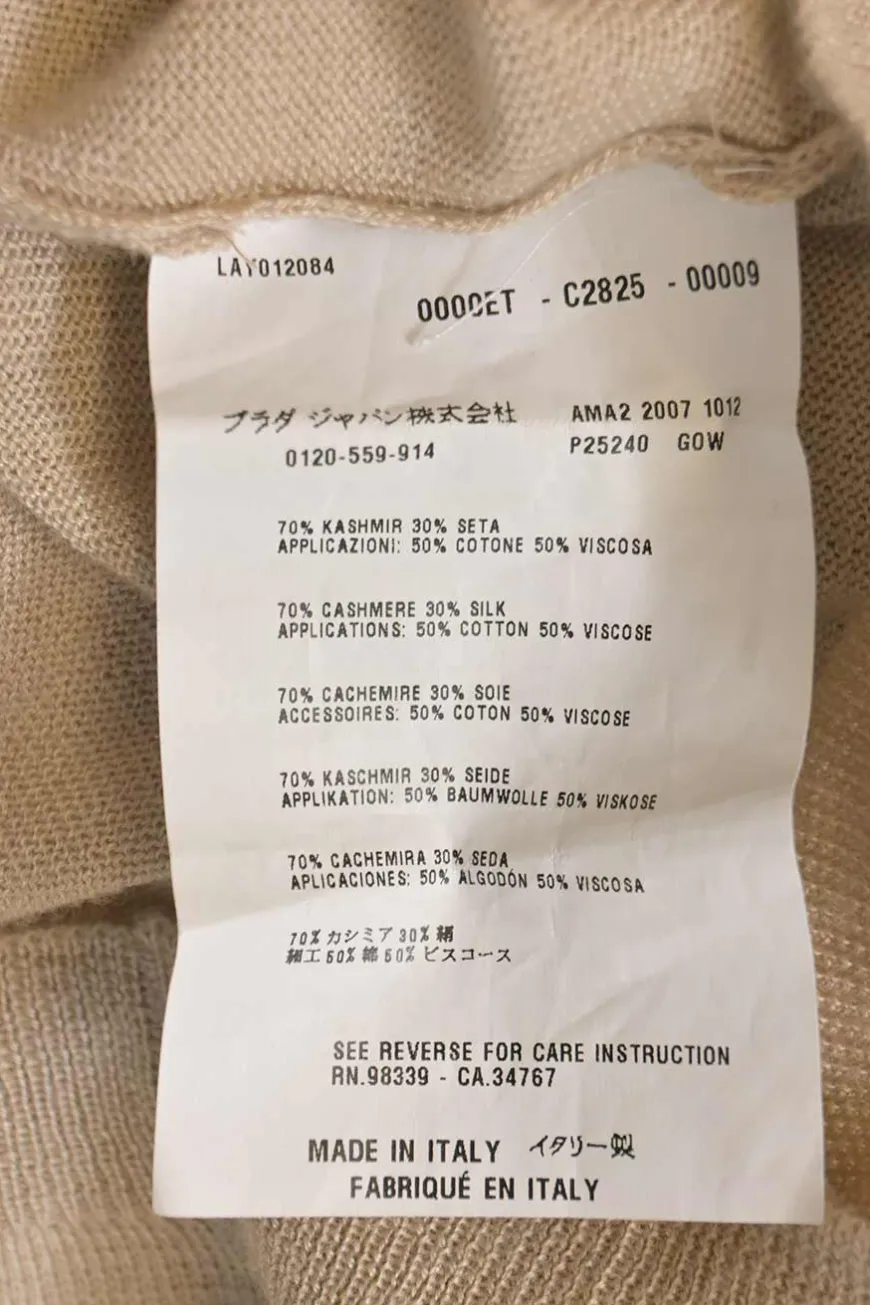 LAY012084
0000ET - C2825 - 00009
プラダ ジャパン株式会社
AMA2 2007 1012
0120-559-914
P25240 GOW
70% KASHMIR 30% SETA
APPLICAZIONI: 50% COTONE 50% VISCOSA
70% CASHMERE 30% SILK
APPLICATIONS: 50% COTTON 50% VISCOSE
70% CACHEMIRE 30% SOIE
ACCESSOIRES: 50% COTON 50% VISCOSE
70% KASCHMIR 30% SEIDE
APPLIKATION: 50% BAUMWOLLE 50% VISKOSE
70% CACHEMIRA 30% SEDA
APLICACIONES: 50% ALGODÓN 50% VISCOSA
70% カシミア 30% 絹
細工 50% 綿 50% ビスコース
SEE REVERSE FOR CARE INSTRUCTION
RN.98339 - CA.34767
MADE IN ITALY イタリー製
FABRIQUÉ EN ITALY